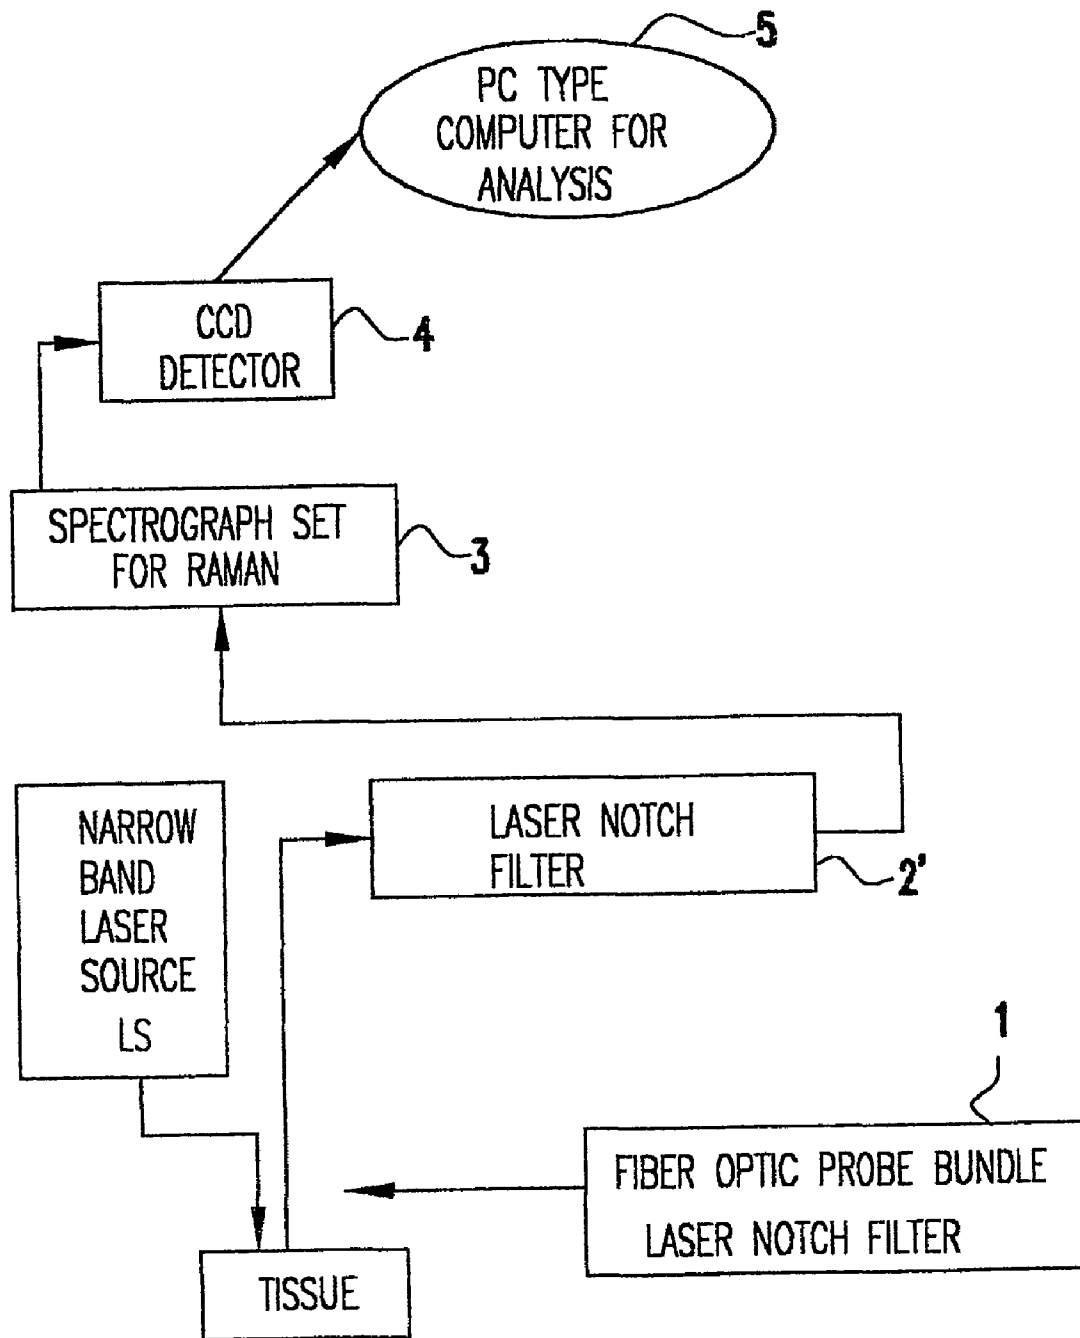 5
PC TYPE
COMPUTER FOR
ANALYSIS
CCD
DETECTOR
4
SPECTROGRAPH SET
FOR RAMAN
3
NARROW
BAND
LASER
SOURCE
LS
LASER NOTCH
FILTER
2'
1
FIBER OPTIC PROBE BUNDLE
LASER NOTCH FILTER
TISSUE